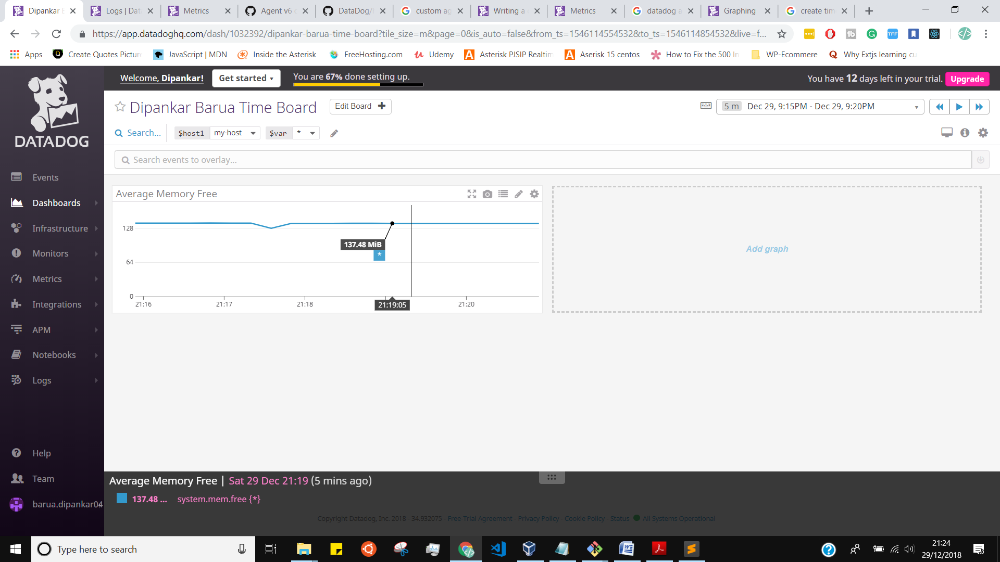 Dipankar B
Logs | Dat
Metrics
Agent v6 c
DataDog/
custom ag
Writing a
Metrics
datadog a
Graphing
create tim
https://app.datadoghq.com/dash/1032392/dipankar-barua-time-board?tile_size=m&page=0&is_auto=false&from_ts=1546114554532&to_ts=1546114854532&live=f...
Apps
Create Quotes Picture
JavaScript | MDN
Inside the Asterisk
FreeHosting.com
Udemy
Asterisk PJSIP Realtim
Aserisk 15 centos
How to Fix the 500 In
WP-Ecommere
Why Extjs learning cu
DATADOG
Welcome, Dipankar!
Get started
You are 67% done setting up.
You have 12 days left in your trial.
Upgrade
Dipankar Barua Time Board
Edit Board +
5 m
Dec 29, 9:15PM - Dec 29, 9:20PM
Search...
$host1
my-host
$var
*
Search events to overlay...
Events
Dashboards
Infrastructure
Monitors
Metrics
Integrations
APM
Notebooks
Logs
Help
Team
barua.dipankar04
Average Memory Free
128
64
0
137.48 MiB
*
21:16
21:17
21:18
21:19:05
21:20
Add graph
Average Memory Free | Sat 29 Dec 21:19 (5 mins ago)
137.48 ...
system.mem.free {*}
Copyright Datadog, Inc. 2018 - 34.932075 - Free-Trial Agreement - Privacy Policy - Cookie Policy - Status All Systems Operational
Type here to search
21:24
29/12/2018